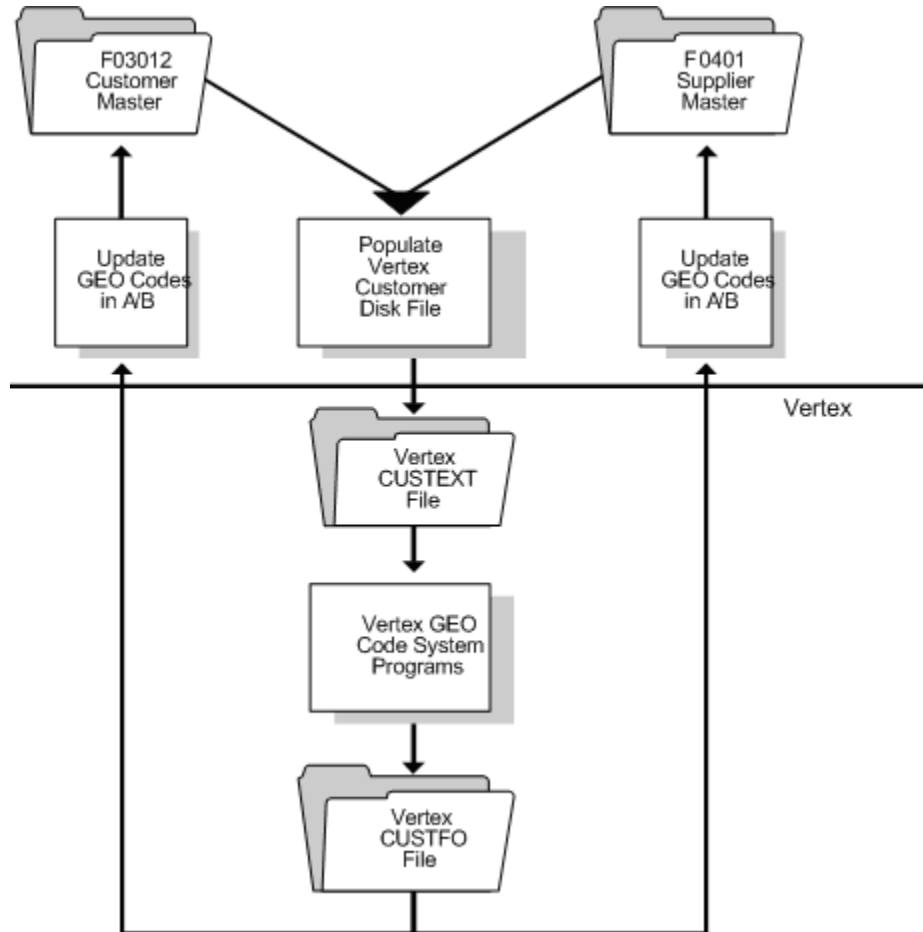 F03012
Customer
Master
F0401
Supplier
Master
Update
GEO Codes
in A/B
Populate
Vertex
Customer
Disk File
Update
GEO Codes
in A/B
Vertex
Vertex
CUSTEXT
File
Vertex GEO
Code System
Programs
Vertex
CUSTFO
File